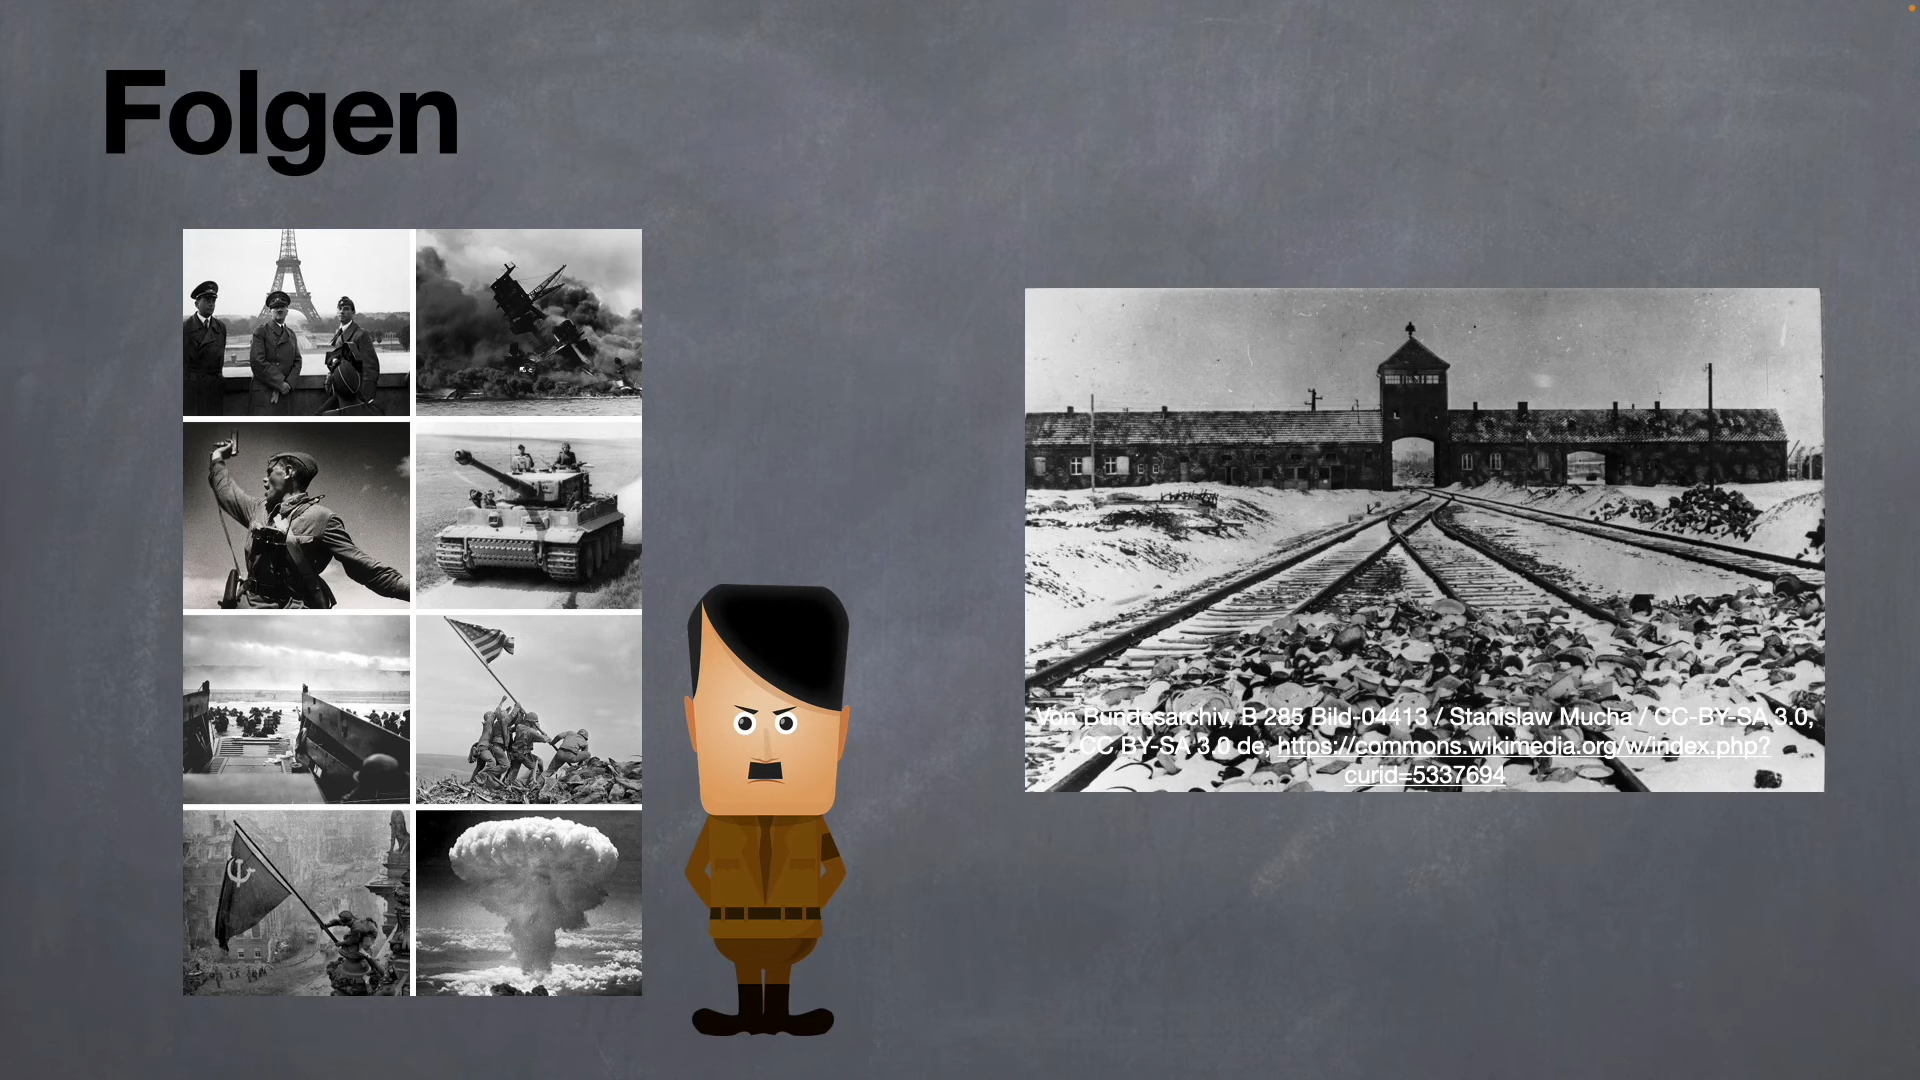 Folgen
Von Bundesarchiv, B 285 Bild-04413 / Stanislaw Mucha / CC-BY-SA 3.0,
CC BY-SA 3.0 de, https://commons.wikimedia.org/w/index.php?
curid=5337694